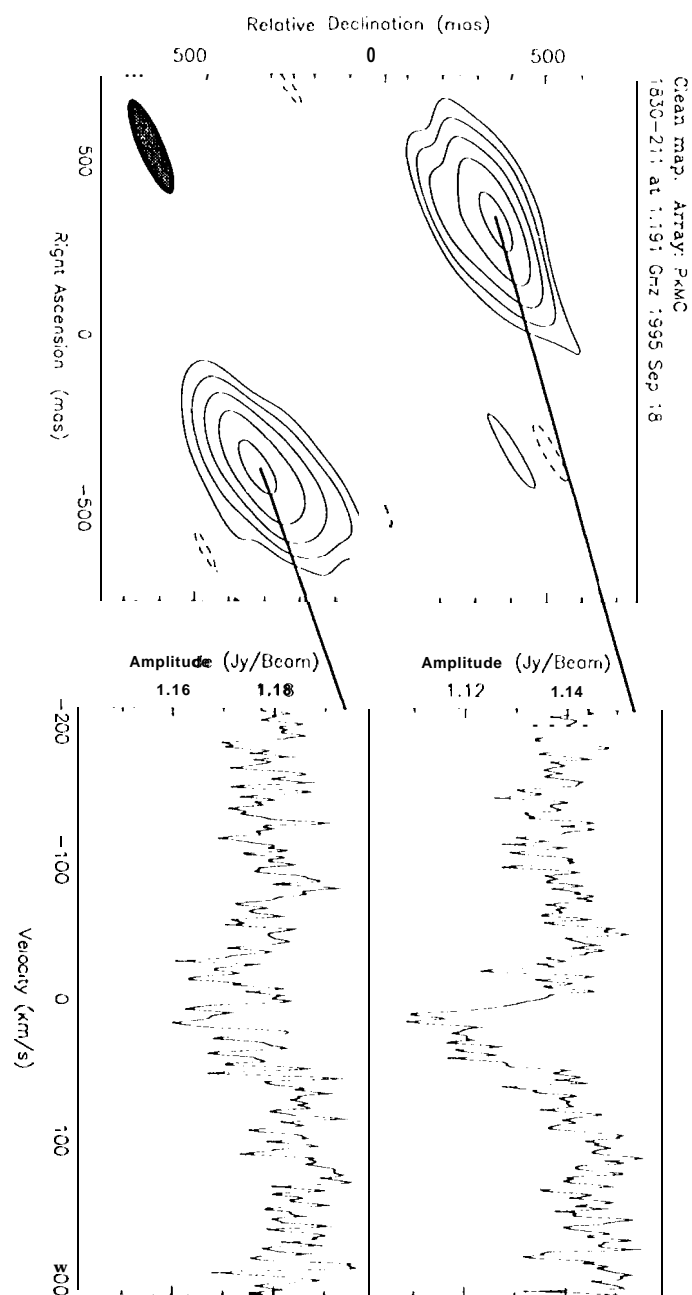 Clean map. Array: PKMC
1830-211 at 1.191 GHz 1995 Sep 18
Relative Declination (mas)
500 0 500
500
0
-500
Right Ascension (mas)
Amplitude (Jy/Beam)
1.16 1.18
Amplitude (Jy/Beam)
1.12 1.14
-200
-100
0
100
Velocity (km/s)